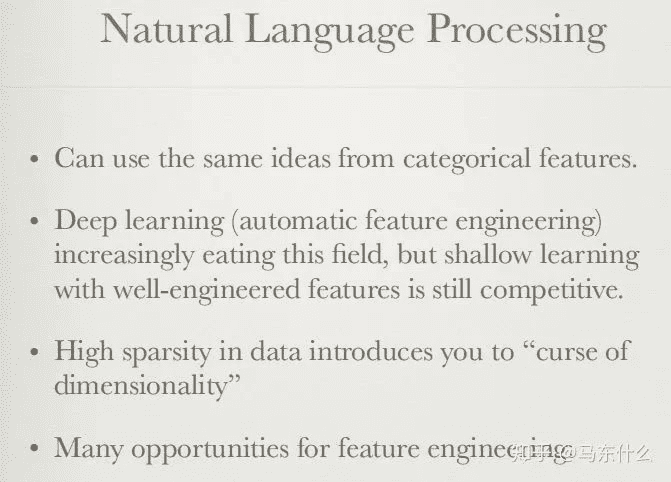 Natural Language Processing
• Can use the same ideas from categorical features.
• Deep learning (automatic feature engineering)
increasingly eating this field, but shallow learning
with well-engineered features is still competitive.
• High sparsity in data introduces you to “curse of
dimensionality”
• Many opportunities for feature engineering
知乎 @马东什么